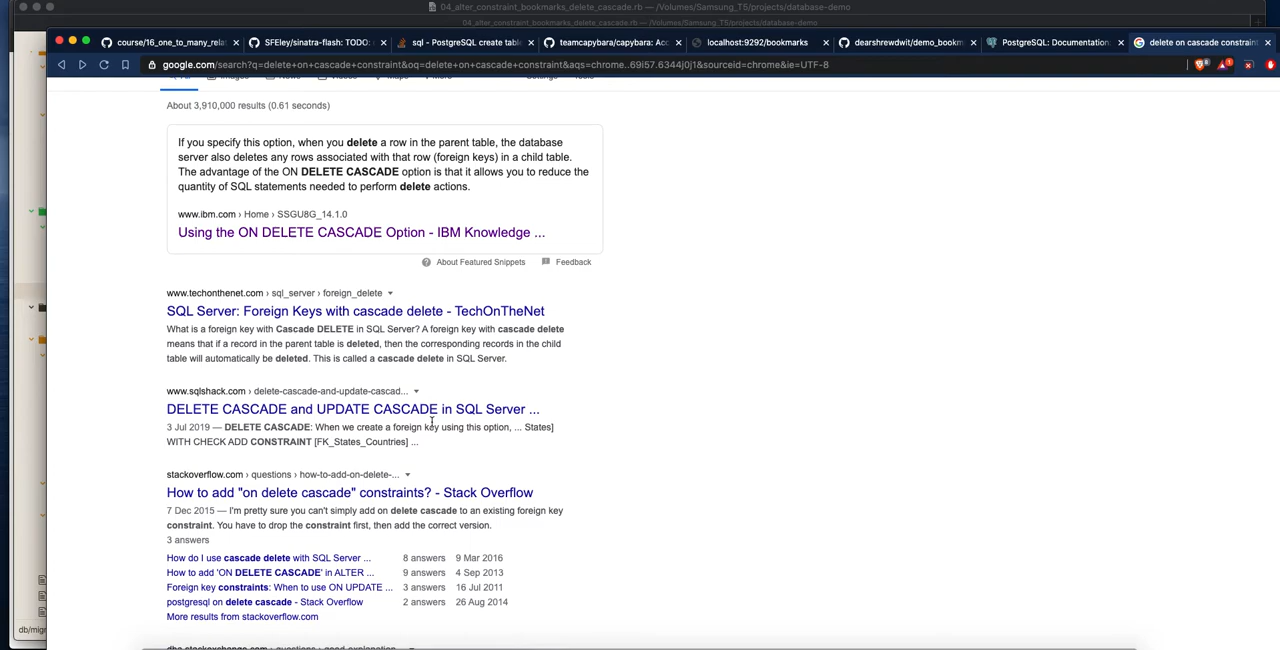 04_alter_constraint_bookmarks_delete_cascade.rb — /Volumes/Samsung_T5/projects/database-demo
04_alter_constraint_bookmarks_delete_cascade.rb — /Volumes/Samsung_T5/projects/database-demo
course/16_one_to_many_rela
SFEley/sinatra-flash: TODO:
sql - PostgreSQL create table
teamcapybara/capybara: Acc
localhost:9292/bookmarks
dearshrewdwit/demo_bookm
PostgreSQL: Documentation:
delete on cascade constraint
google.com/search?q=delete+on+cascade+constraint&oq=delete+on+cascade+constraint&aqs=chrome..69i57.6344j0j1&sourceid=chrome&ie=UTF-8
About 3,910,000 results (0.61 seconds)
If you specify this option, when you delete a row in the parent table, the database
server also deletes any rows associated with that row (foreign keys) in a child table.
The advantage of the ON DELETE CASCADE option is that it allows you to reduce the
quantity of SQL statements needed to perform delete actions.
www.ibm.com › Home › SSGU8G_14.1.0
Using the ON DELETE CASCADE Option - IBM Knowledge ...
About Featured Snippets
Feedback
www.techonthenet.com › sql_server › foreign_delete
SQL Server: Foreign Keys with cascade delete - TechOnTheNet
What is a foreign key with Cascade DELETE in SQL Server? A foreign key with cascade delete
means that if a record in the parent table is deleted, then the corresponding records in the child
table will automatically be deleted. This is called a cascade delete in SQL Server.
www.sqlshack.com › delete-cascade-and-update-cascad...
DELETE CASCADE and UPDATE CASCADE in SQL Server ...
3 Jul 2019 — DELETE CASCADE: When we create a foreign key using this option, ... States]
WITH CHECK ADD CONSTRAINT [FK_States_Countries] ...
stackoverflow.com › questions › how-to-add-on-delete-...
How to add "on delete cascade" constraints? - Stack Overflow
7 Dec 2015 — I'm pretty sure you can't simply add on delete cascade to an existing foreign key
constraint. You have to drop the constraint first, then add the correct version.
3 answers
How do I use cascade delete with SQL Server ... 8 answers 9 Mar 2016
How to add 'ON DELETE CASCADE' in ALTER ... 9 answers 4 Sep 2013
Foreign key constraints: When to use ON UPDATE ... 3 answers 16 Jul 2011
postgresql on delete cascade - Stack Overflow 2 answers 26 Aug 2014
More results from stackoverflow.com
db/migr